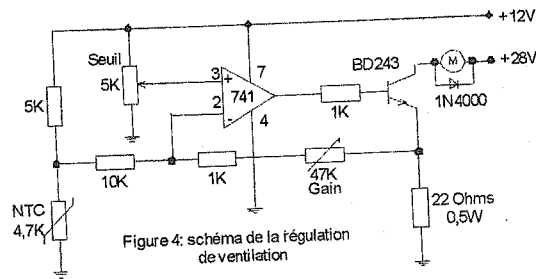 +12V
BD243
M
+28V
Seuil
5K
5K
3
+
7
741
2
-
4
1K
1N4000
10K
1K
47K
Gain
NTC
4,7K
22 Ohms
0,5W
Figure 4: schéma de la régulation
de ventilation